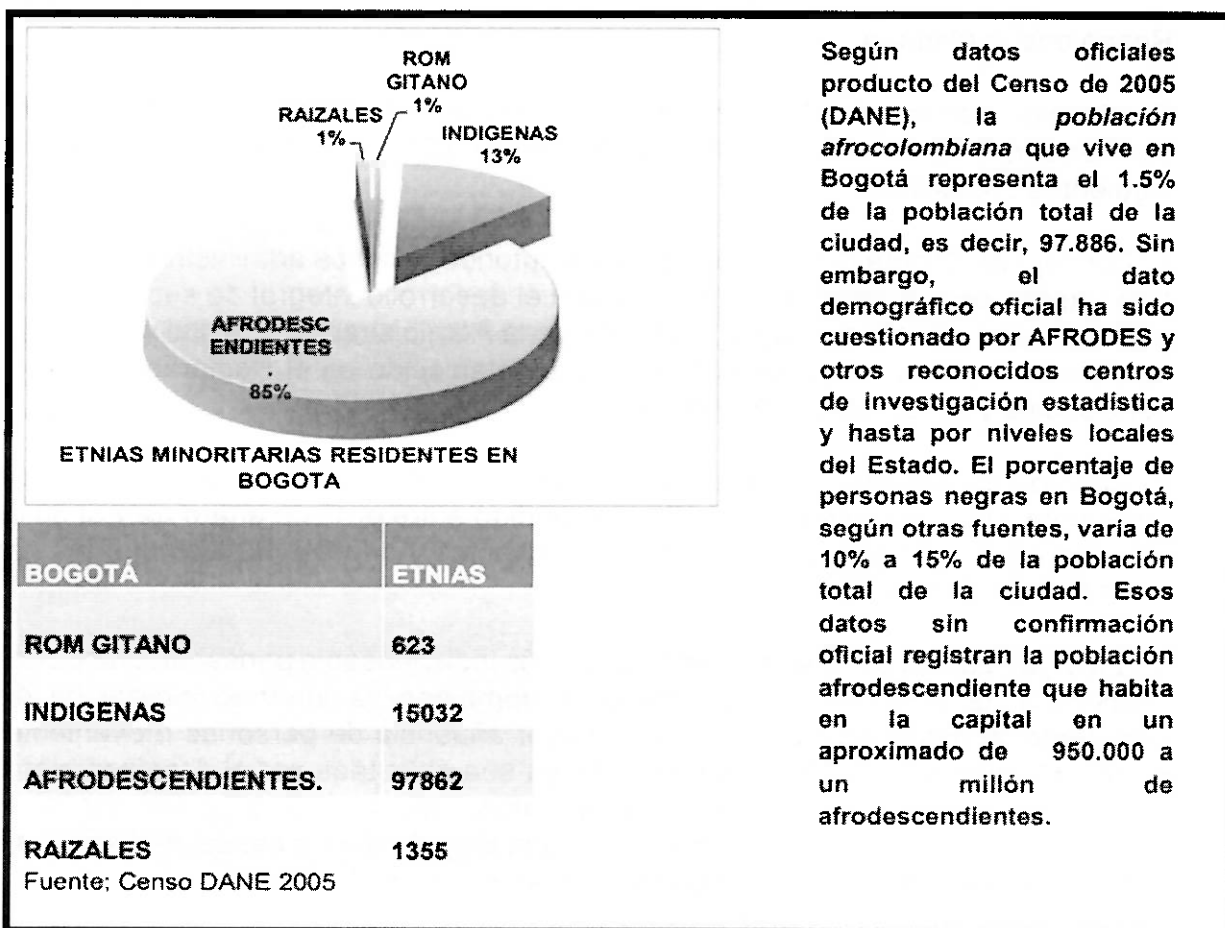 ROM
GITANO
1%
RAIZALES
1%
INDIGENAS
13%
AFRODESC
ENDIENTES
.
85%
ETNIAS MINORITARIAS RESIDENTES EN
BOGOTA
BOGOTÁ ETNIAS
ROM GITANO 623
INDIGENAS 15032
AFRODESCENDIENTES. 97862
RAIZALES 1355
Fuente; Censo DANE 2005
Según datos oficiales
producto del Censo de 2005
(DANE), la población
afrocolombiana que vive en
Bogotá representa el 1.5%
de la población total de la
ciudad, es decir, 97.886. Sin
embargo, el dato
demográfico oficial ha sido
cuestionado por AFRODES y
otros reconocidos centros
de investigación estadística
y hasta por niveles locales
del Estado. El porcentaje de
personas negras en Bogotá,
según otras fuentes, varía de
10% a 15% de la población
total de la ciudad. Esos
datos sin confirmación
oficial registran la población
afrodescendiente que habita
en la capital en un
aproximado de 950.000 a
un millón de
afrodescendientes.